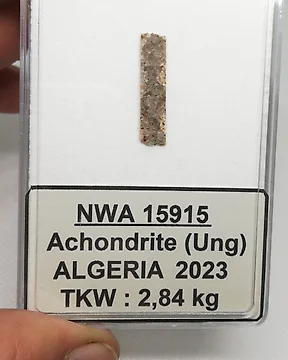 NWA 15915
Achondrite (Ung)
ALGERIA 2023
TKW : 2,84 kg